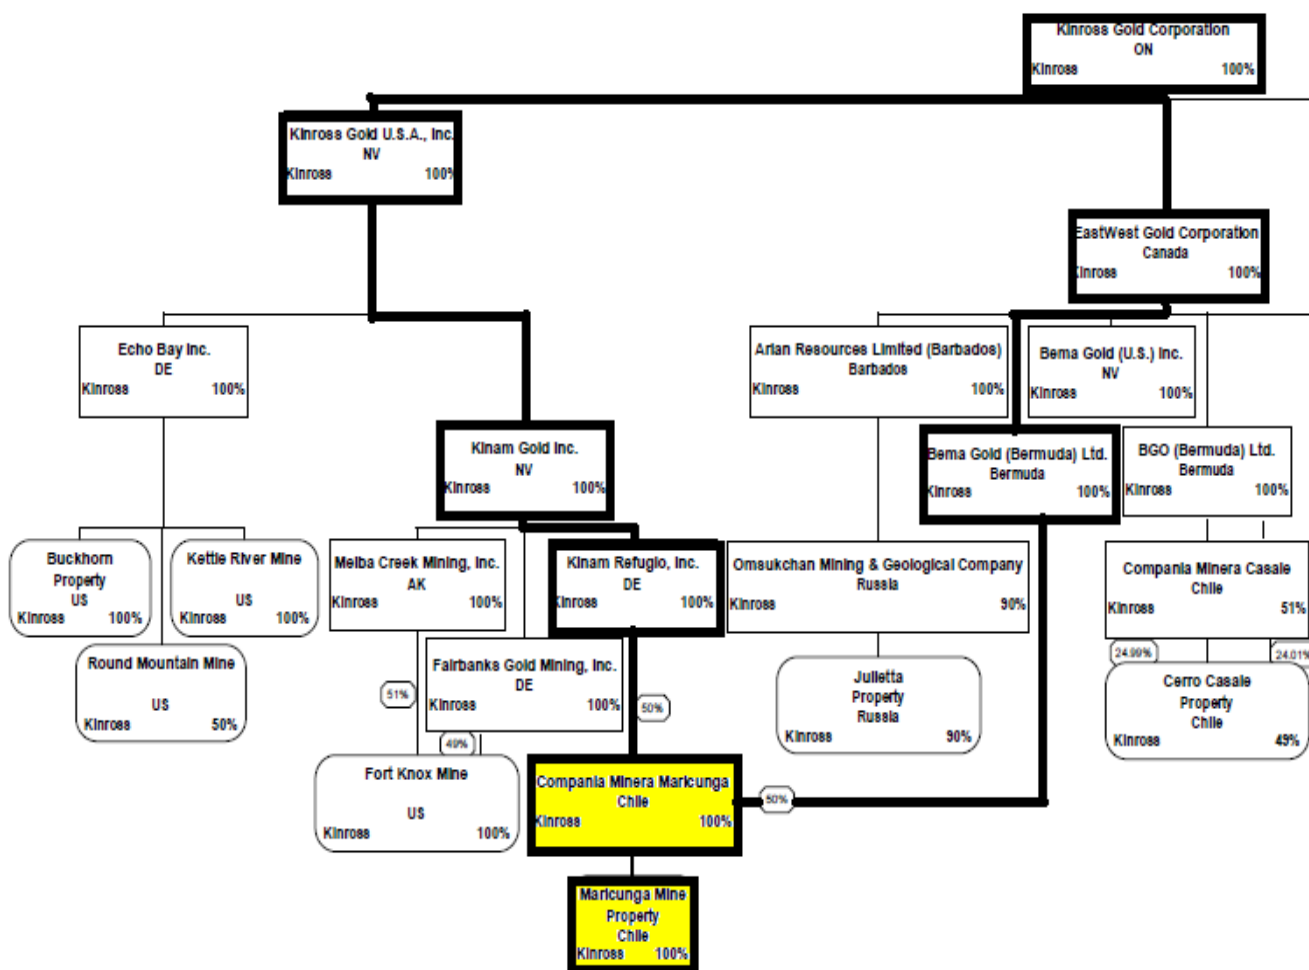 Kinross Gold Corporation
ON
Kinross 100%
Kinross Gold U.S.A., Inc.
NV
Kinross 100%
EastWest Gold Corporation
Canada
Kinross 100%
Echo Bay Inc.
DE
Kinross 100%
Arian Resources Limited (Barbados)
Barbados
Kinross 100%
Bema Gold (U.S.) Inc.
NV
Kinross 100%
Kinam Gold Inc.
NV
Kinross 100%
Bema Gold (Bermuda) Ltd.
Bermuda
Kinross 100%
BGO (Bermuda) Ltd.
Bermuda
Kinross 100%
Buckhorn
Property
US
Kinross 100%
Kettle River Mine
US
Kinross 100%
Melba Creek Mining, Inc.
AK
Kinross 100%
Kinam Refugio, Inc.
DE
Kinross 100%
Omsukchan Mining & Geological Company
Russia
Kinross 90%
Compania Minera Casale
Chile
Kinross 51%
Round Mountain Mine
US
Kinross 50%
51%
Fairbanks Gold Mining, Inc.
DE
Kinross 100%
49%
50%
Julietta
Property
Russia
Kinross 90%
24.99%
24.01%
Cerro Casale
Property
Chile
Kinross 49%
Fort Knox Mine
US
Kinross 100%
Compania Minera Maricunga
Chile
Kinross 100%
50%
Maricunga Mine
Property
Chile
Kinross 100%